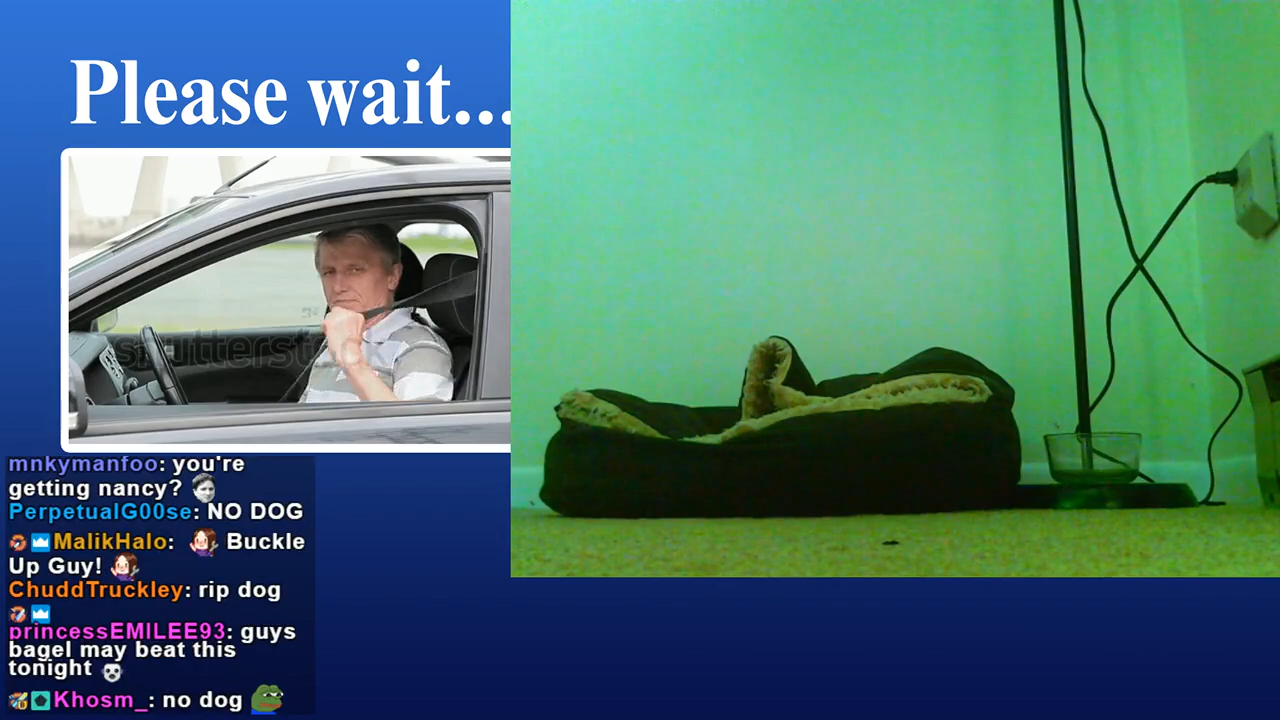 Please wait...
shutterst
mnkymanfoo: you're
getting nancy?
PerpetualG00se: NO DOG
MalikHalo: Buckle
Up Guy!
ChuddTruckley: rip dog
princessEMILEE93: guys
bagel may beat this
tonight
Khosm_: no dog